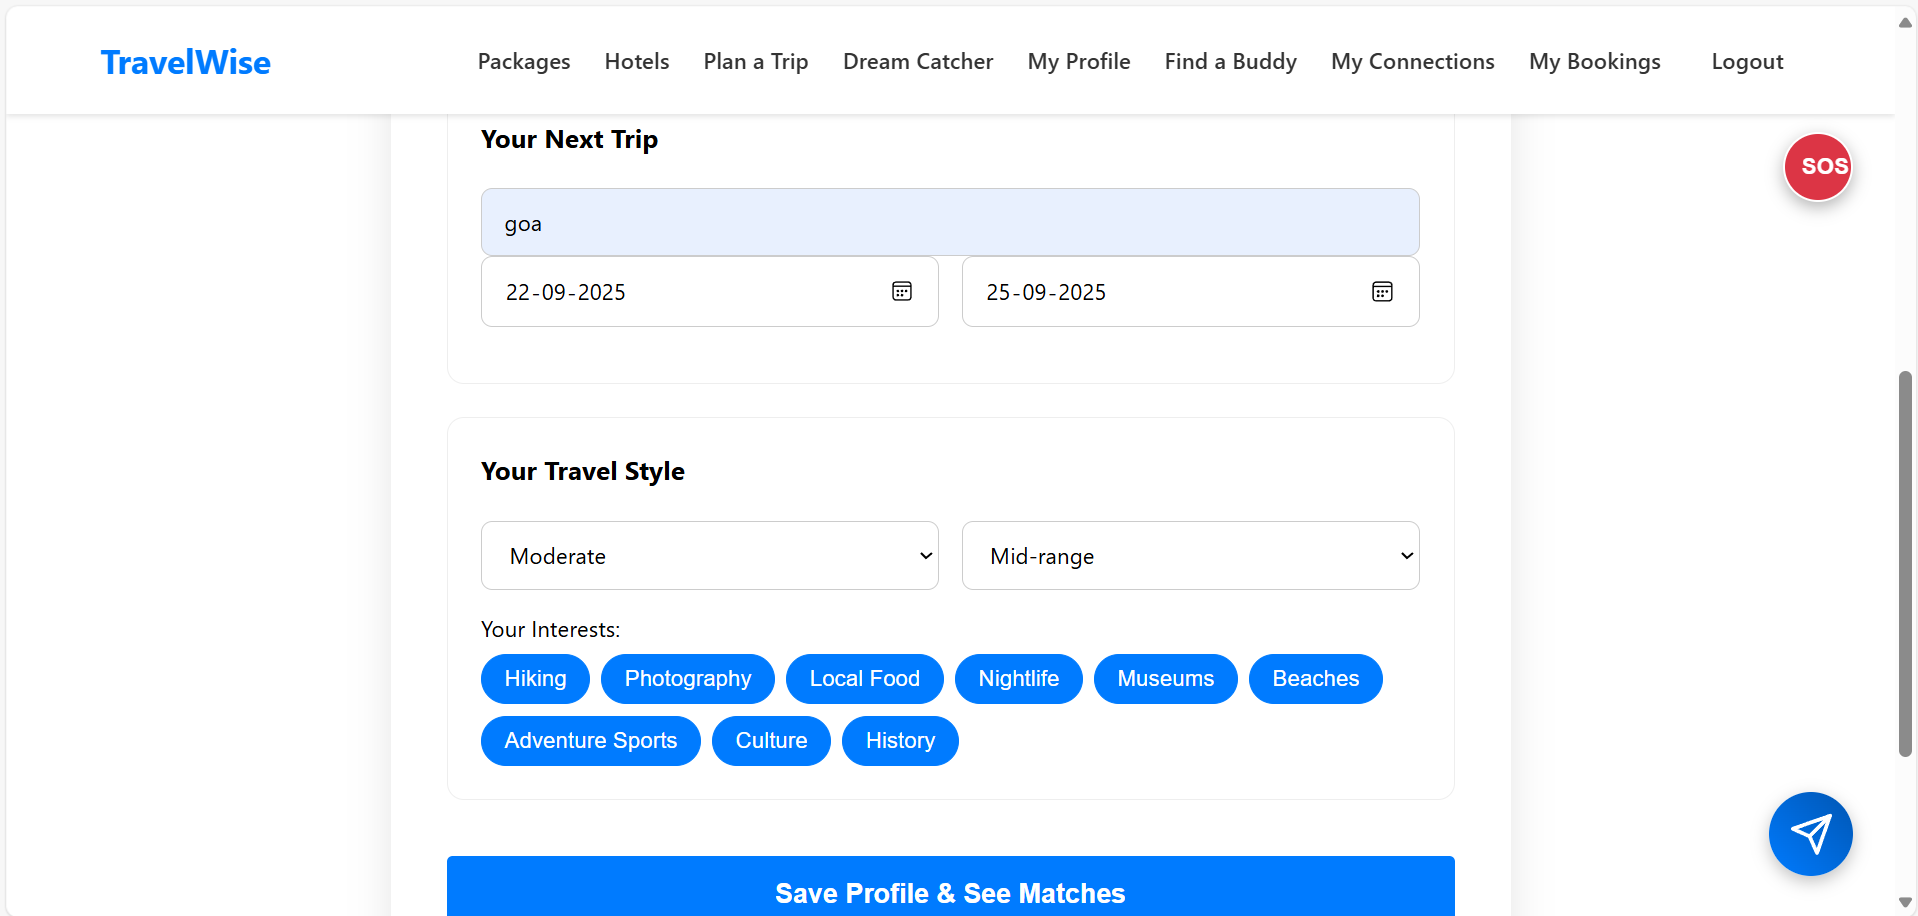 TravelWise Packages Hotels Plan a Trip Dream Catcher My Profile Find a Buddy My Connections My Bookings Logout
Your Next Trip
SOS
goa
22-09-2025 25-09-2025
Your Travel Style
Moderate Mid-range
Your Interests:
Hiking Photography Local Food Nightlife Museums Beaches
Adventure Sports Culture History
Save Profile & See Matches